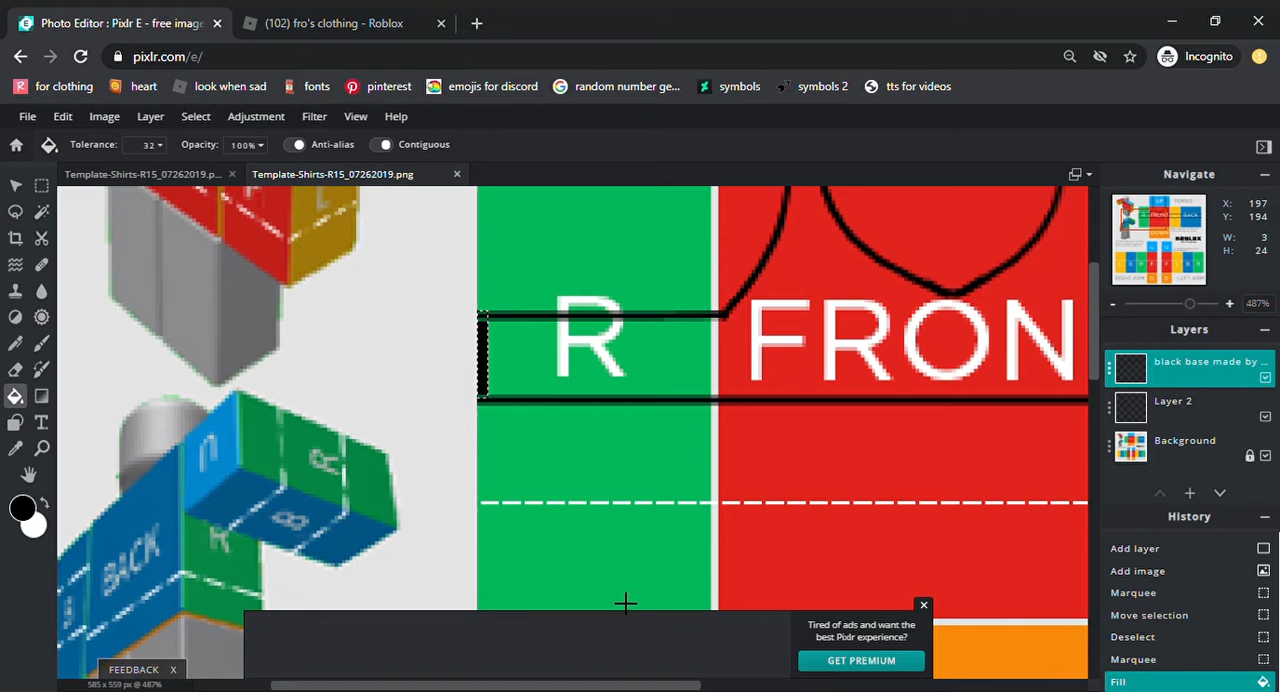 Photo Editor : Pixlr E - free imag
(102) fro's clothing - Roblox
pixlr.com/e/
Incognito
for clothing
heart
look when sad
fonts
pinterest
emojis for discord
random number ge...
symbols
symbols 2
tts for videos
File Edit Image Layer Select Adjustment Filter View Help
Tolerance: 32 Opacity: 100% Anti-alias Contiguous
Template-Shirts-R15_07262019.p...
Template-Shirts-R15_07262019.png
Navigate
X: 197
Y: 194
W: 3
H: 24
487%
Layers
black base made by ...
Layer 2
Background
History
Add layer
Add image
Marquee
Move selection
Deselect
Marquee
Fill
R
FRON
R
B
BACK
R
Tired of ads and want the
best Pixlr experience?
GET PREMIUM
FEEDBACK X
585 x 559 px @ 487%